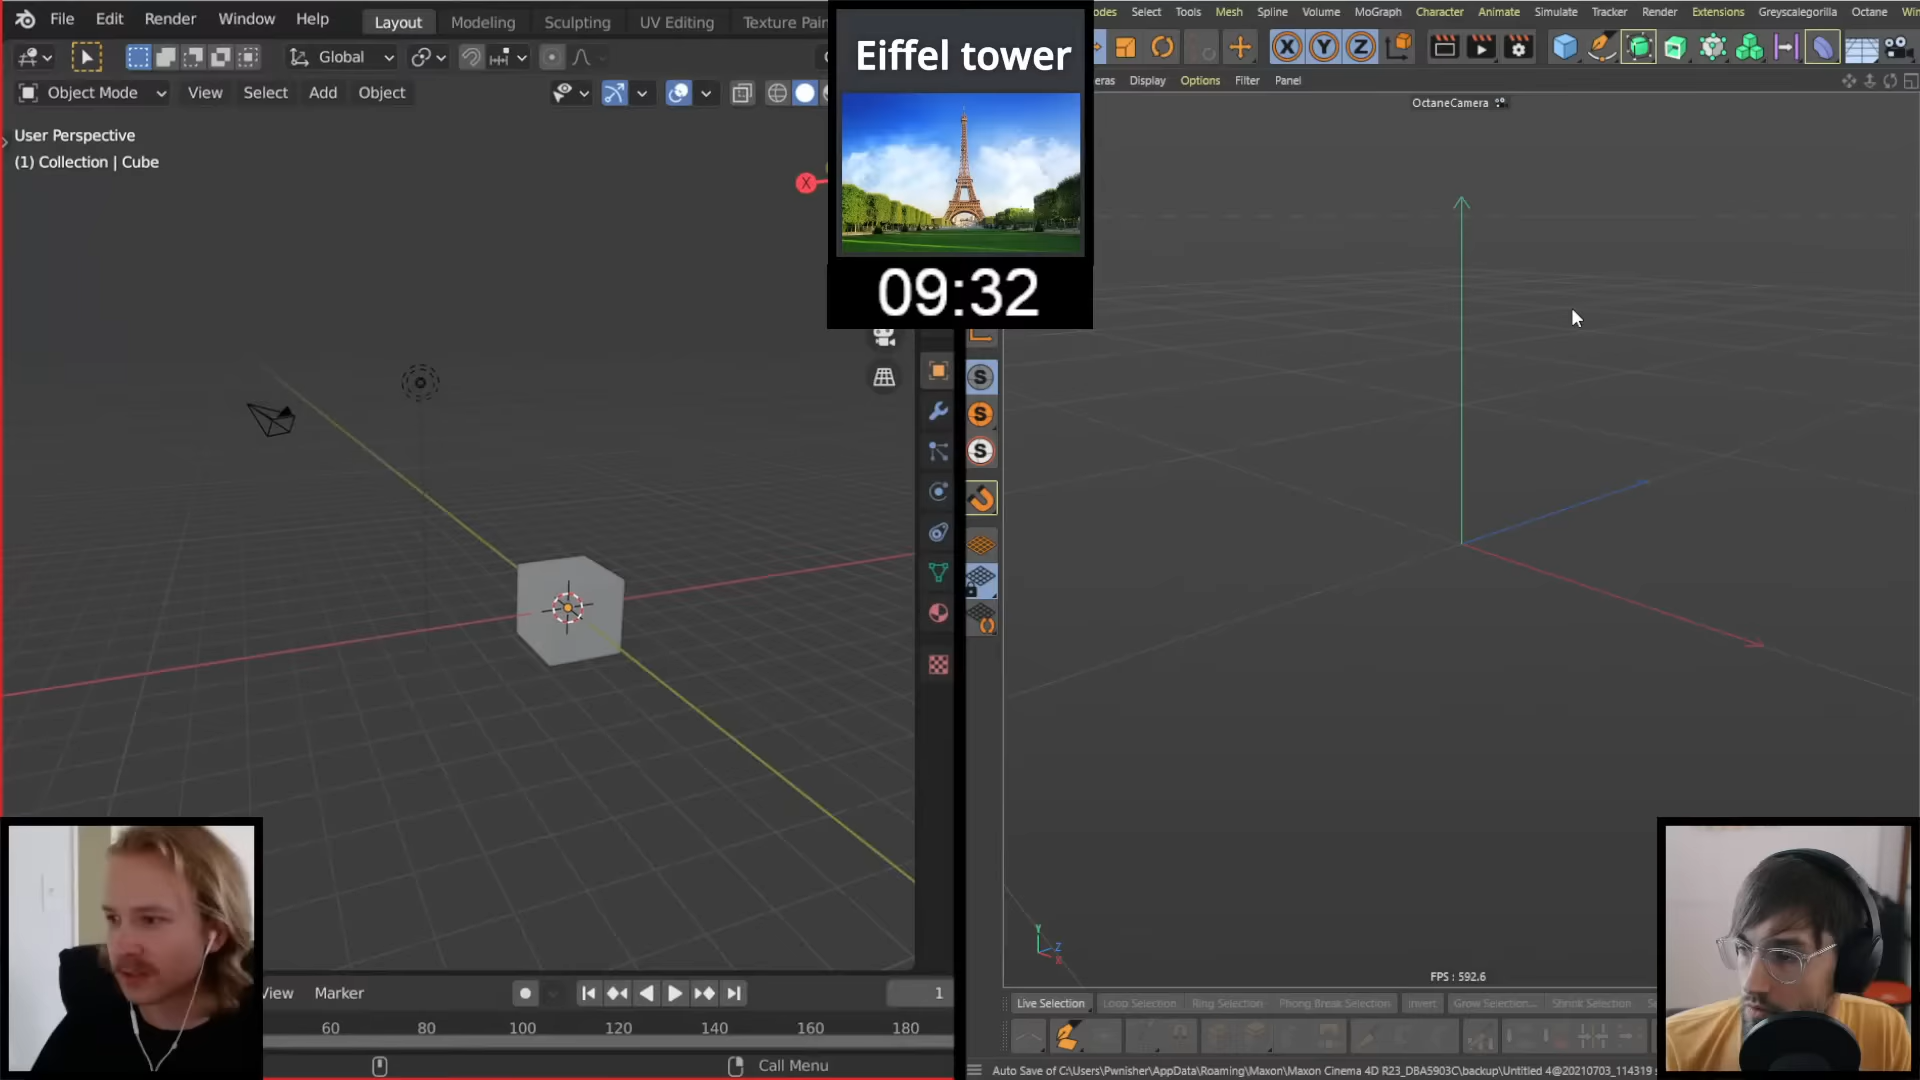 File Edit Render Window Help Layout Modeling Sculpting UV Editing Texture Pain
Global
Object Mode View Select Add Object
User Perspective
(1) Collection | Cube
X
Eiffel tower
09:32
Select Tools Mesh Spline Volume MoGraph Character Animate Simulate Tracker Render Extensions Greyscalegorilla Octane
X Y Z
Display Options Filter Panel
OctaneCamera
S
S
S
Y
Z
X
FPS : 592.6
View Marker 1
60 80 100 120 140 160 180
Call Menu
Live Selection Loop Selection Ring Selection Phong Break Selection Invert Grow Selection... Shrink Selection
Auto Save of C:\Users\Pwnisher\AppData\Roaming\Maxon\Maxon Cinema 4D R23_DBA5903C\backup\Untitled 4@20210703_114319